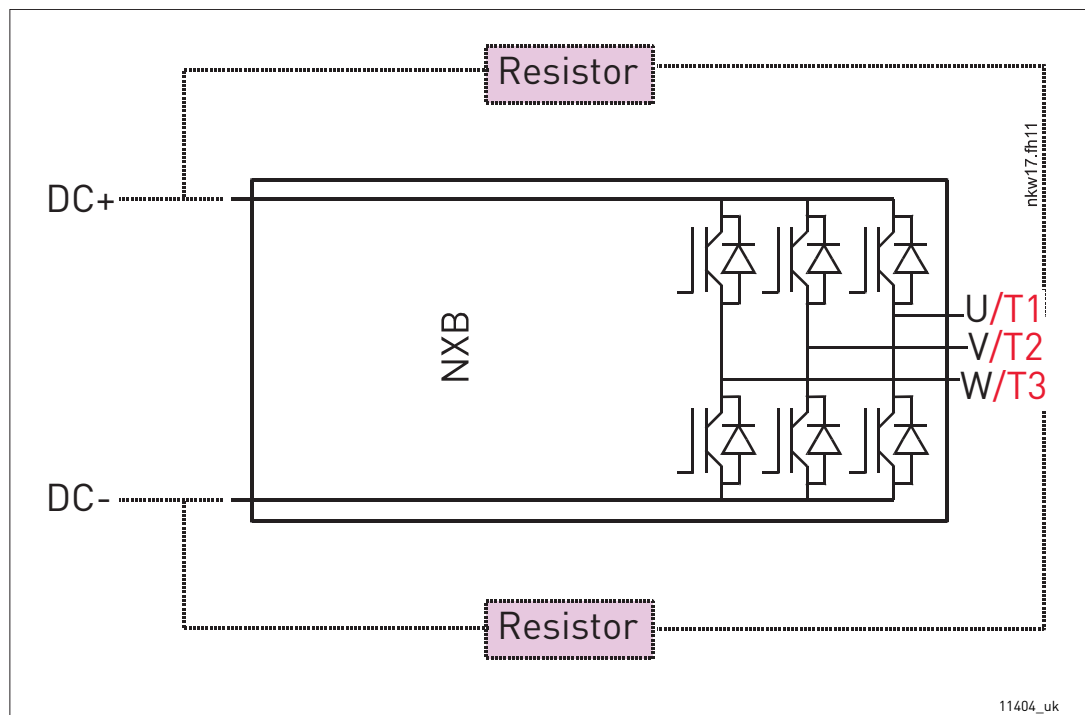 Resistor
nkw17.fh11
DC+
U/T1
NXB
V/T2
W/T3
DC-
Resistor
11404_uk